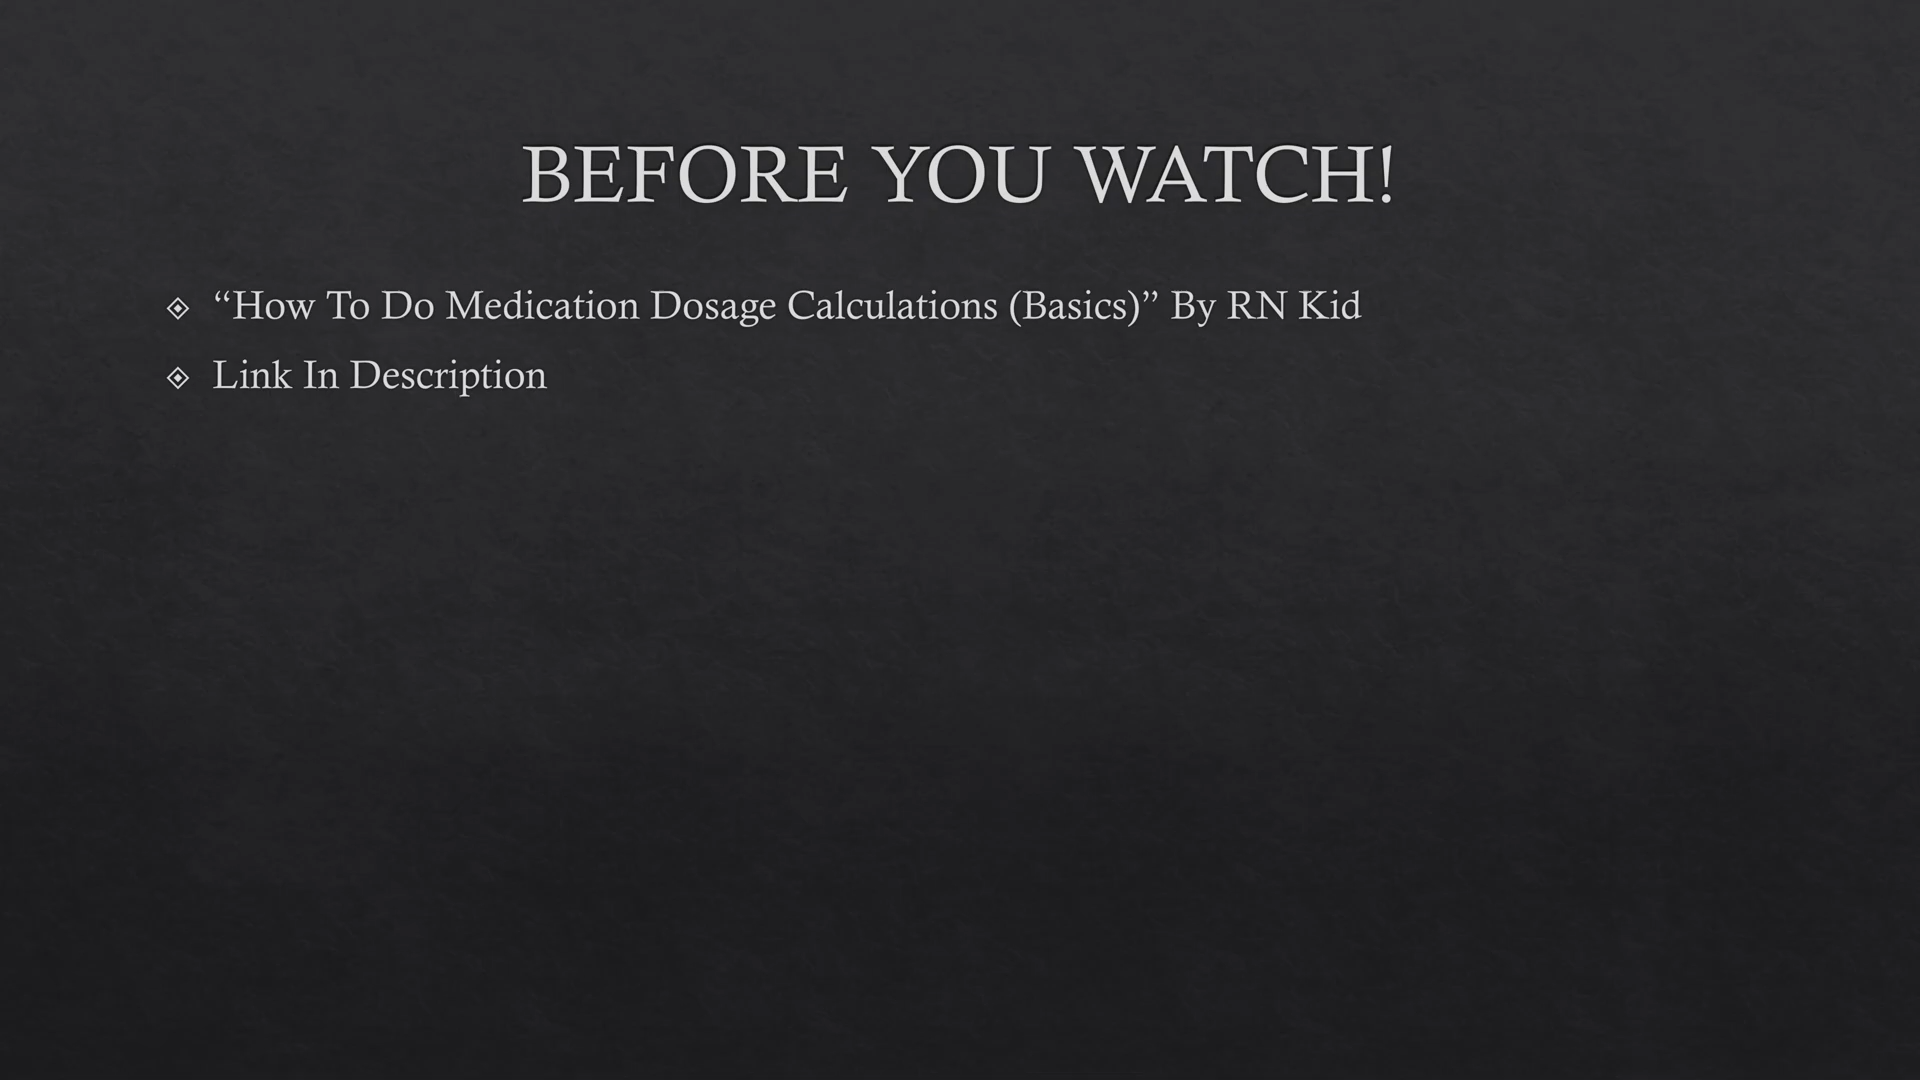 BEFORE YOU WATCH!
“How To Do Medication Dosage Calculations (Basics)” By RN Kid
Link In Description